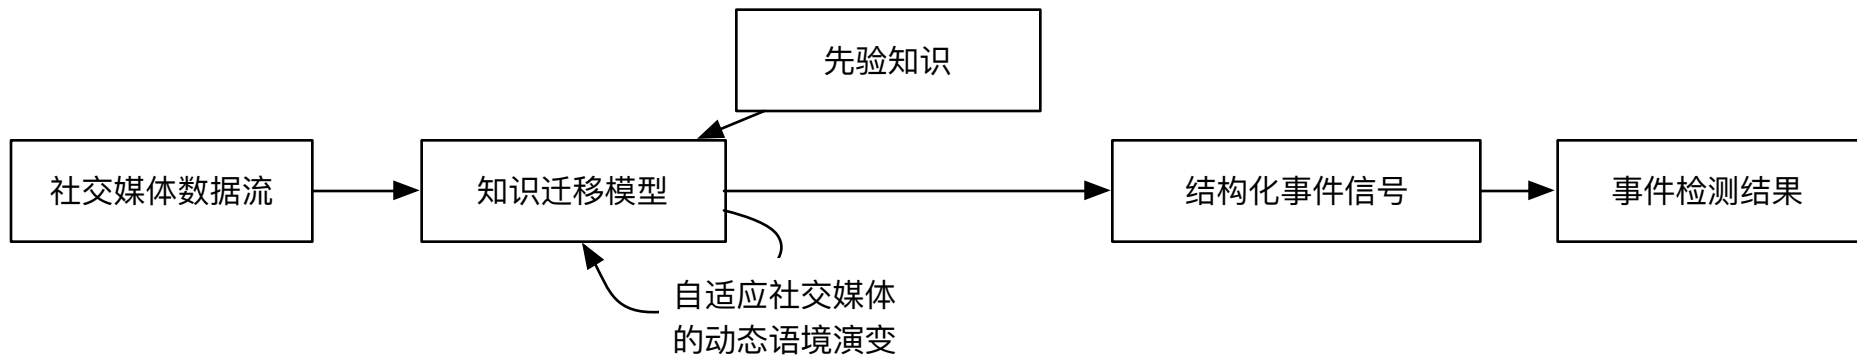 先验知识
社交媒体数据流
知识迁移模型
结构化事件信号
事件检测结果
自适应社交媒体
的动态语境演变